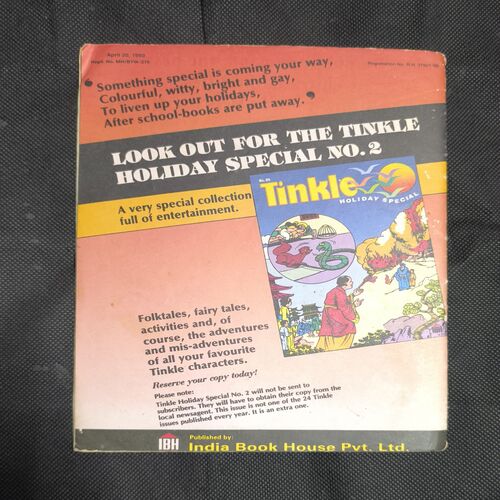 April 20, 1993
Something special is coming your way,
Colourful, witty, bright and gay,
To liven up your holidays,
After school-books are put away.
LOOK OUT FOR THE TINKLE
HOLIDAY SPECIAL NO. 2
A very special collection
full of entertainment.
Tinkle
HOLIDAY SPECIAL
Folktales, fairy tales,
activities and, of
course, the adventures
and mis-adventures
of all your favourite
Tinkle characters.
Reserve your copy today!
Please note:
Tinkle Holiday Special No. 2 will not be sent to
subscribers. They will have to obtain their copy from the
local newsagent. This issue is not one of the 24 Tinkle
issues published every year. It is an extra one.
IBH
Published by:
India Book House Pvt. Ltd.